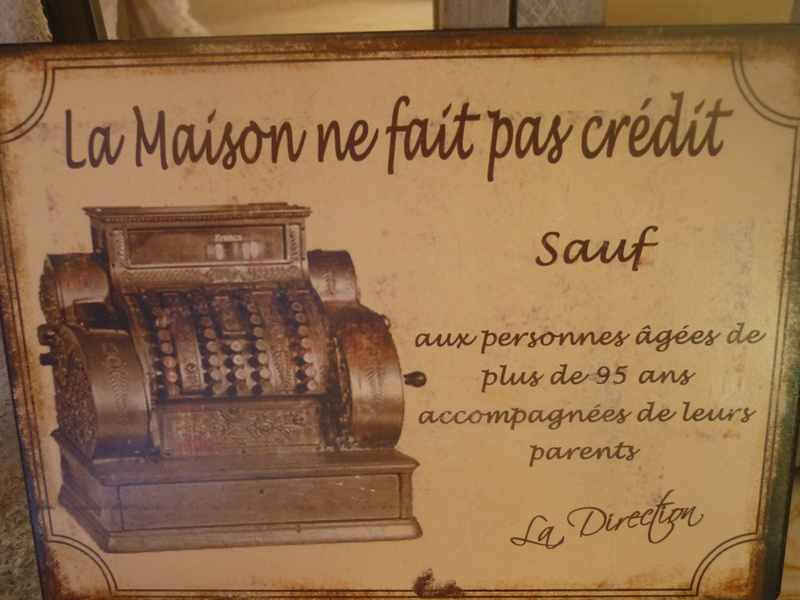 La Maison ne fait pas crédit
Francs
Sauf
aux personnes âgées de
plus de 95 ans
accompagnées de leurs
parents
La Direction